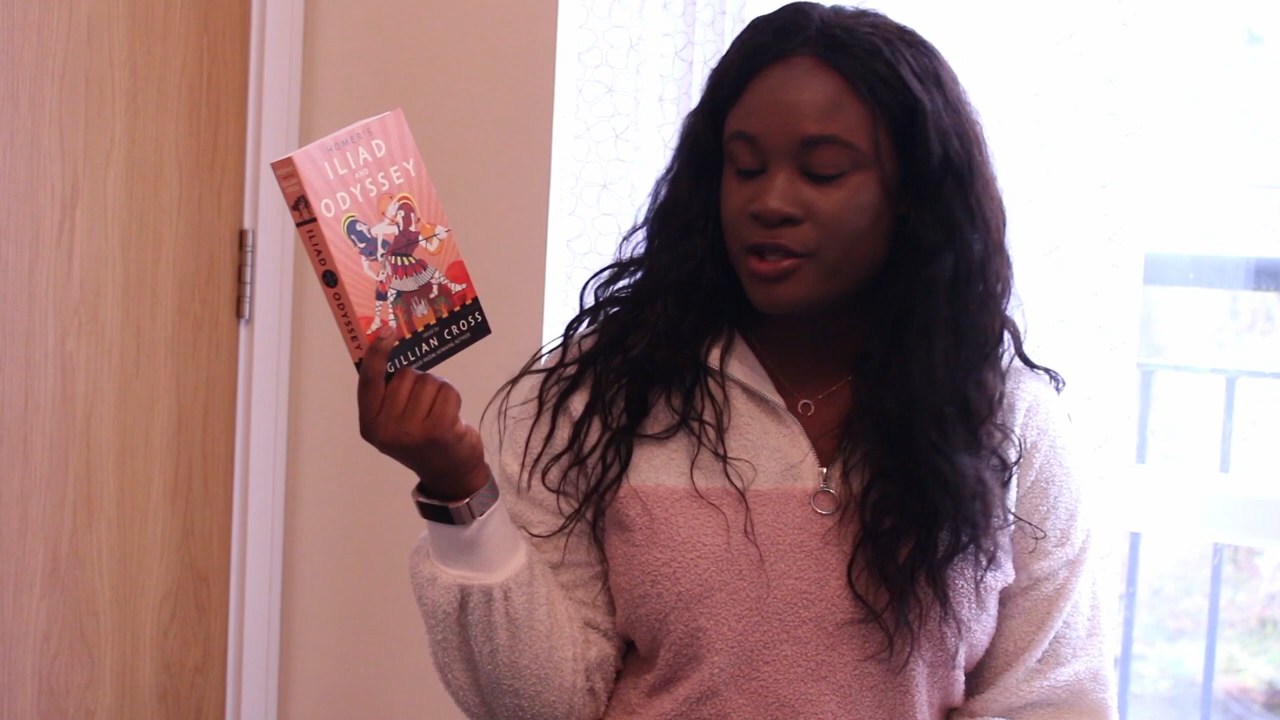 HOMER'S
ILIAD
AND
ODYSSEY
GILLIAN CROSS
ILIAD ODYSSEY